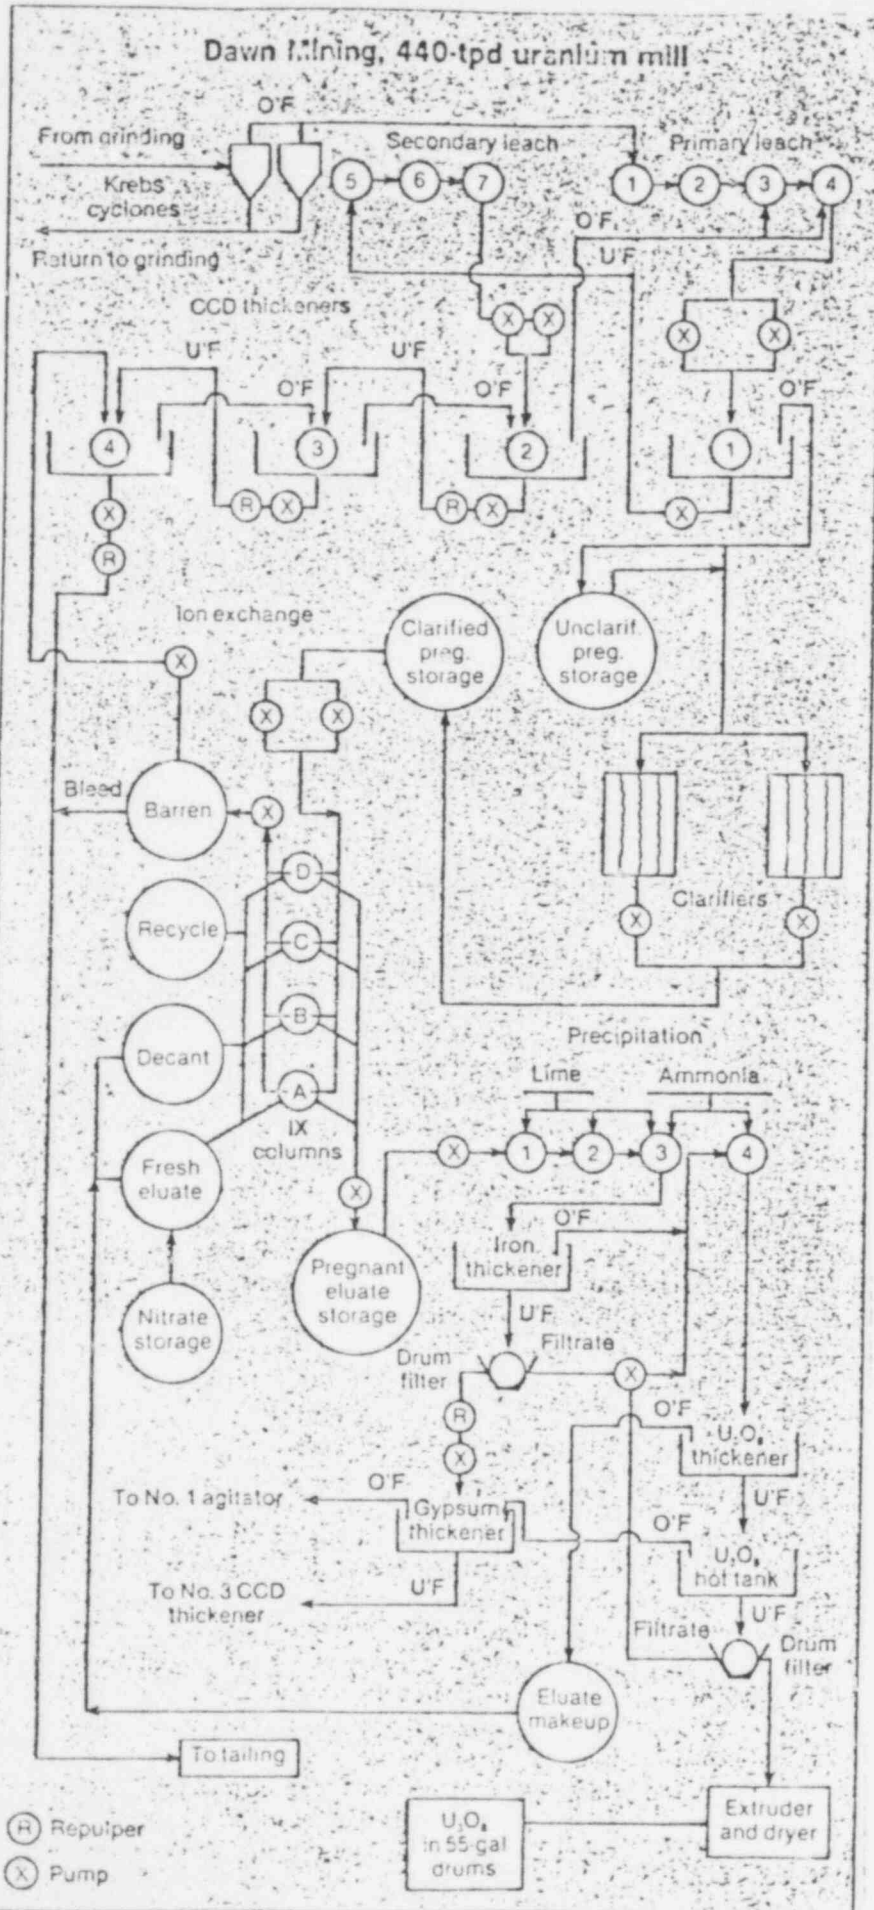 Dawn Mining, 440-tpd uranium mill
O'F
From grinding
Secondary leach
Primary leach
5
6
7
1
2
3
4
Krebs
cyclones
O'F
Return to grinding
U'F
CCD thickeners
X
X
X
X
U'F
U'F
O'F
O'F
O'F
4
3
2
1
X
R
X
R
X
X
R
Ion exchange
Clarified
preg.
storage
Unclarif.
preg.
storage
X
X
X
Bleed
Barren
X
D
Clarifiers
Recycle
C
X
X
B
Precipitation
Decant
Lime
Ammonia
A
IX
columns
Fresh
eluate
X
1
2
3
4
X
O'F
Iron
thickener
Pregnant
eluate
storage
Nitrate
storage
U'F
Drum
filter
Filtrate
X
R
O'F
X
thickener
O'F
To No. 1 agitator
Gypsum
thickener
U'F
O'F
hot tank
To No. 3 CCD
thickener
U'F
U'F
Filtrate
Drum
filter
Eluate
makeup
To tailing
R Repulper
X Pump
U₃O₈
in 55-gal
drums
Extruder
and dryer